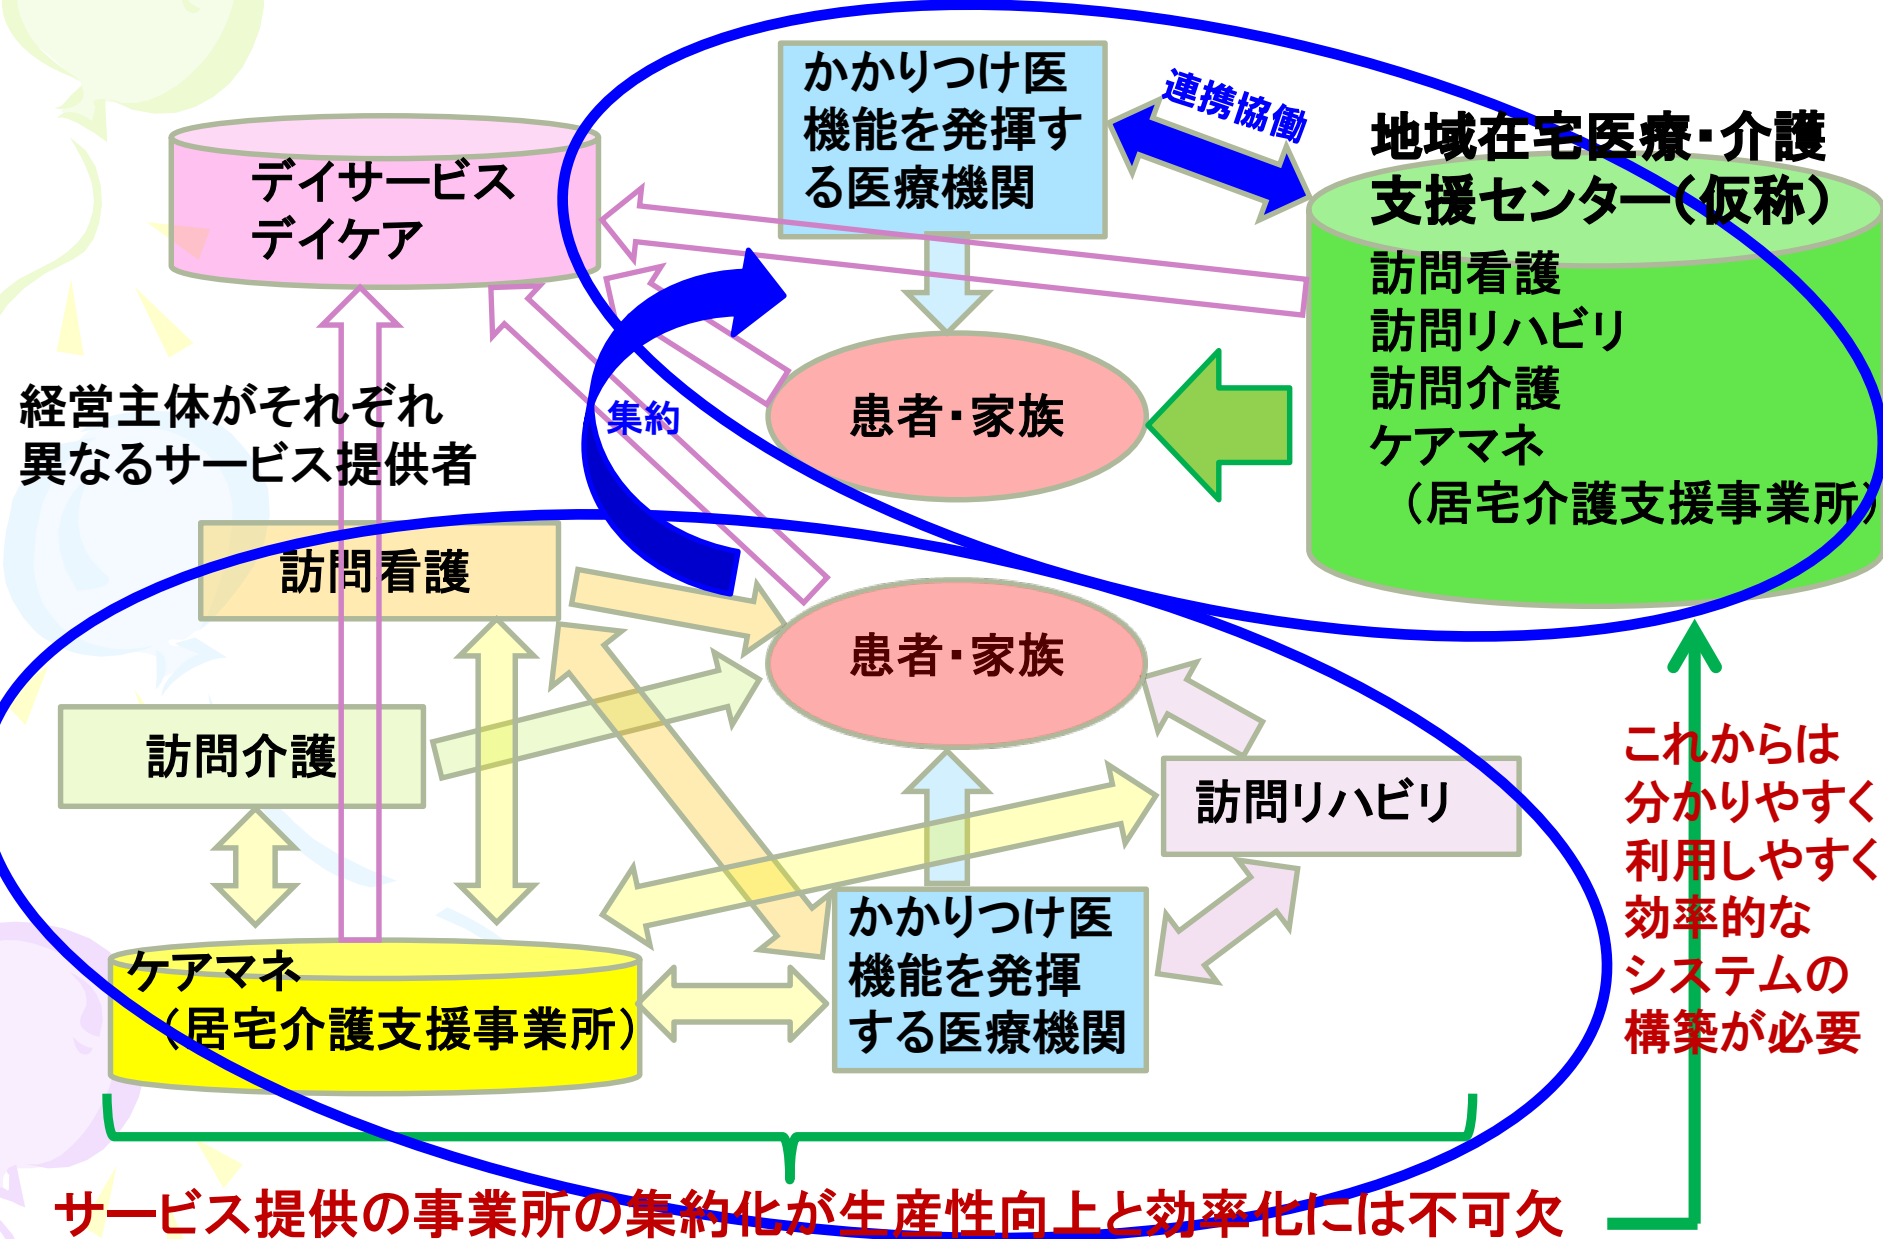 かかりつけ医
機能を発揮す
る医療機関
連携協働
地域在宅医療・介護
支援センター（仮称）
訪問看護
訪問リハビリ
訪問介護
ケアマネ
（居宅介護支援事業所）
デイサービス
デイケア
患者・家族
集約
経営主体がそれぞれ
異なるサービス提供者
訪問看護
患者・家族
訪問介護
訪問リハビリ
ケアマネ
（居宅介護支援事業所）
かかりつけ医
機能を発揮
する医療機関
これからは
分かりやすく
利用しやすく
効率的な
システムの
構築が必要
サービス提供の事業所の集約化が生産性向上と効率化には不可欠